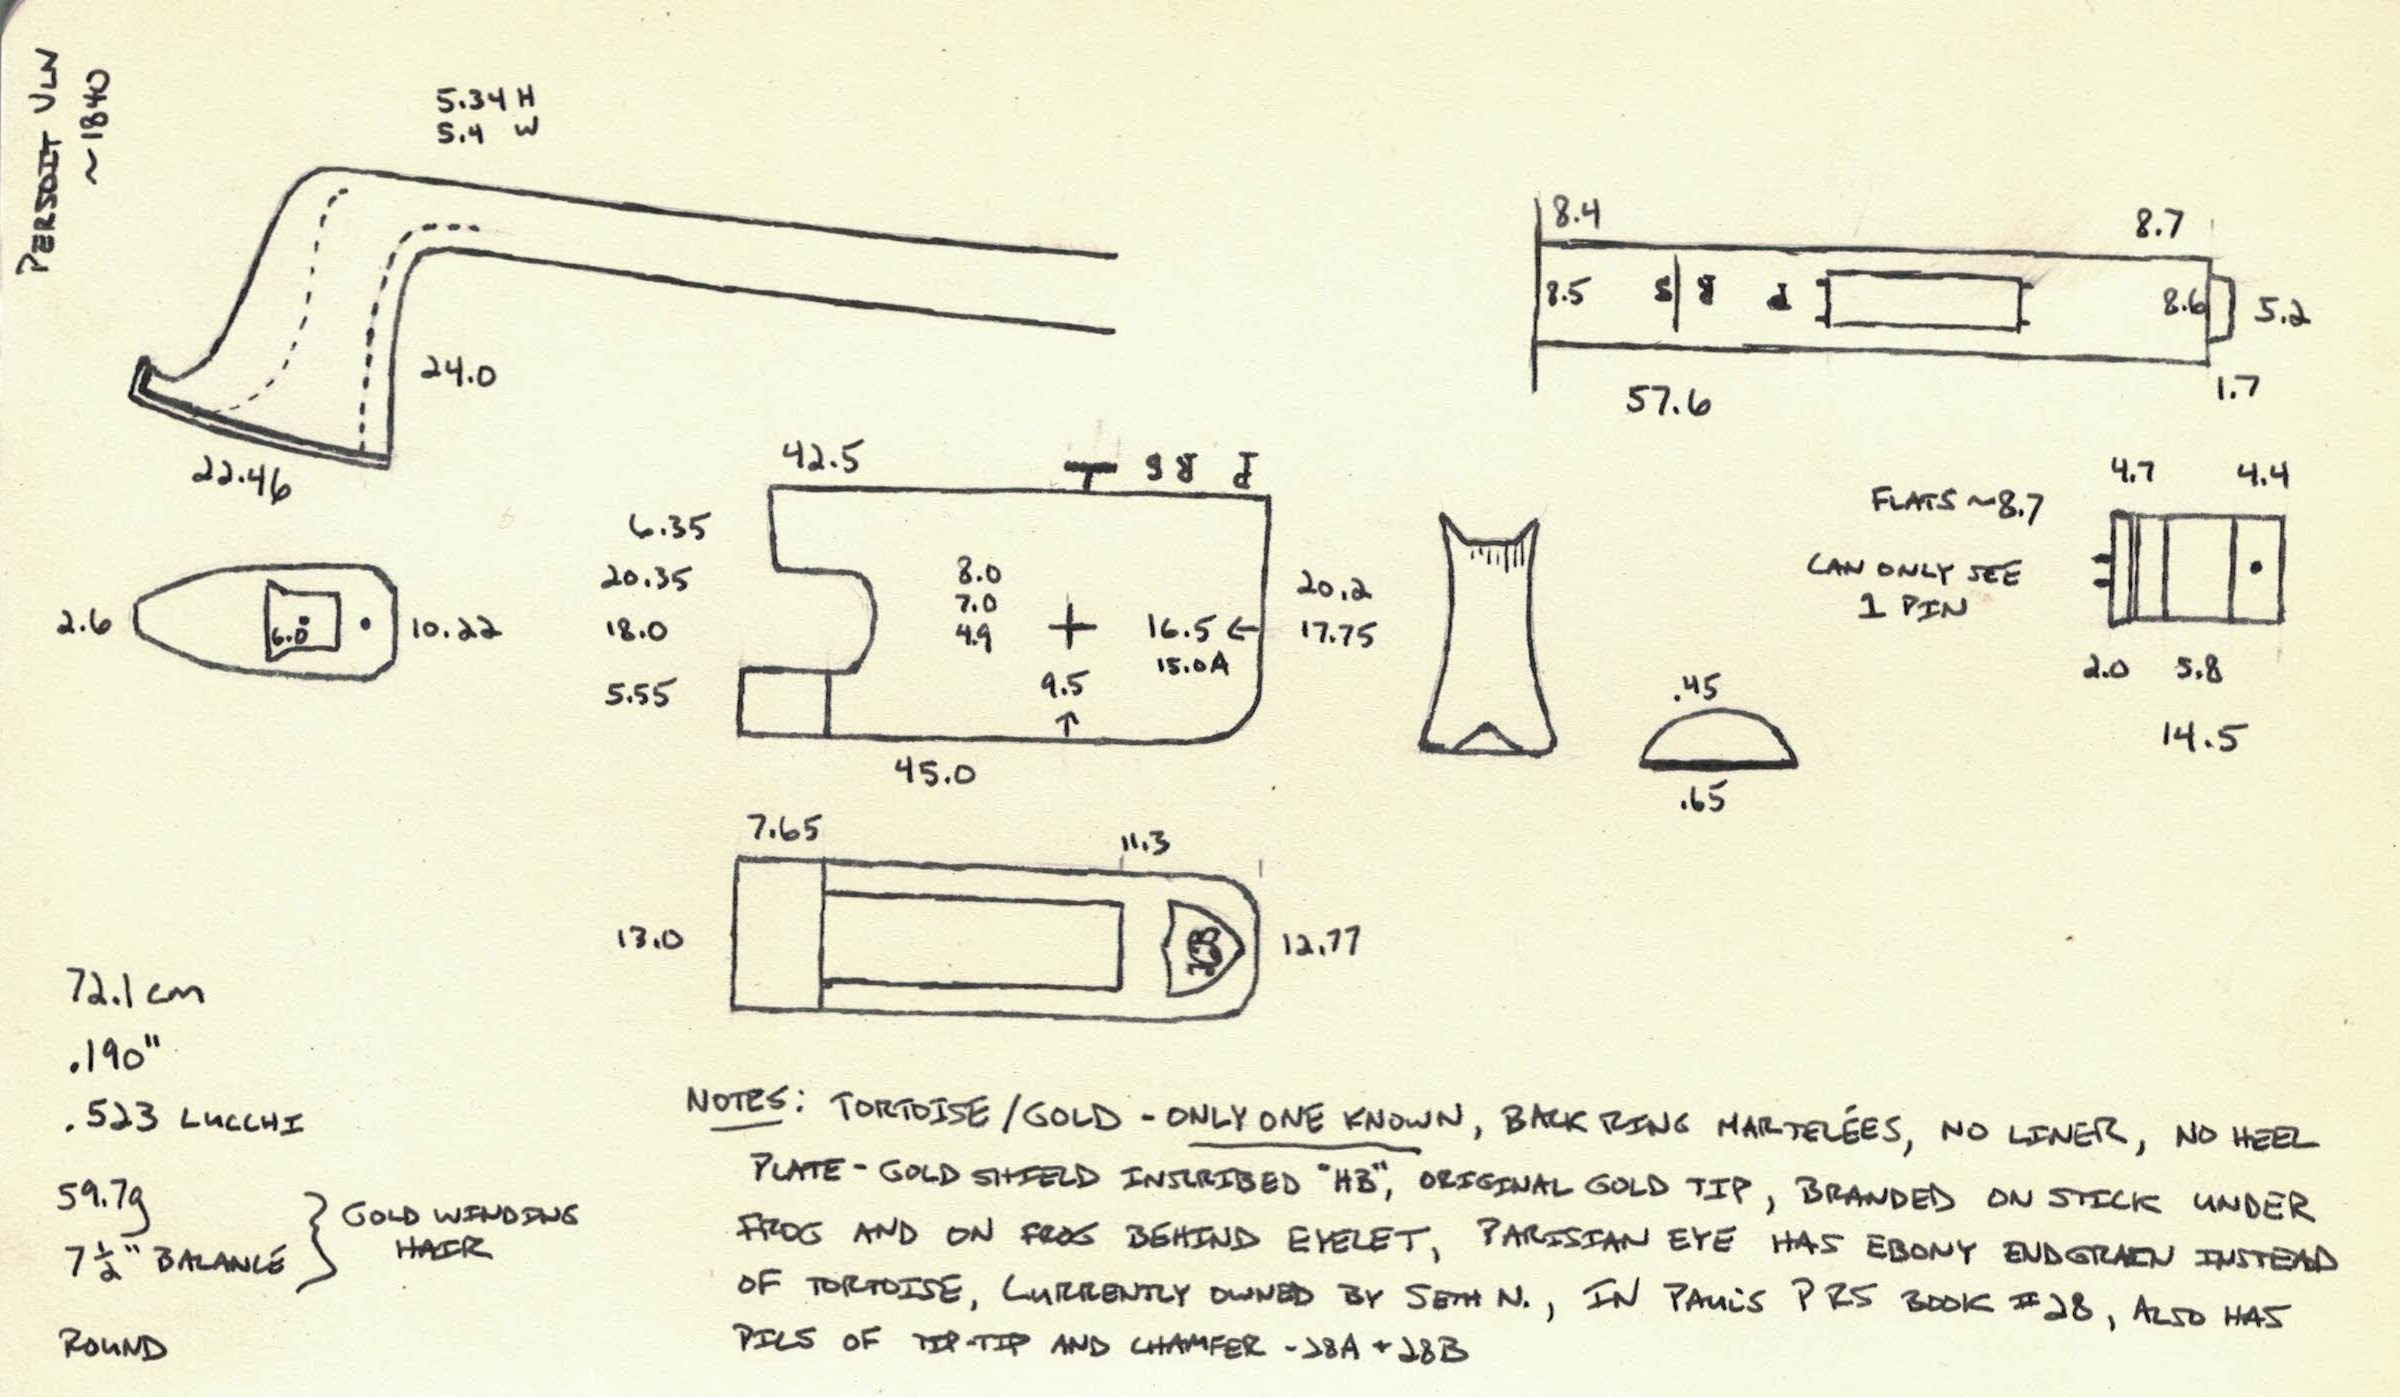 PERSOIT VLN
~1840
5.34 H
5.4 W
24.0
22.46
8.4
8.7
8.5
S R P
8.6
5.2
1.7
57.6
42.5
S R P
6.35
20.35
18.0
5.55
8.0
7.0
4.9
16.5 ←
15.0A
9.5
↑
20.2
17.75
45.0
2.6
6.0
10.22
FLATS ~8.7
CAN ONLY SEE
1 PIN
4.7
4.4
2.0
5.8
14.5
.45
.65
7.65
11.3
13.0
HB
12.77
72.1 cm
.190"
.523 LUCCHI
59.7g
7 1/2" BALANCE
} GOLD WINDING
HAIR
ROUND
NOTES: TORTOISE/GOLD - ONLY ONE KNOWN, BACK RING MARTELÉES, NO LINER, NO HEEL
PLATE - GOLD SHIELD INSCRIBED "HB", ORIGINAL GOLD TIP, BRANDED ON STICK UNDER
FROG AND ON FROG BEHIND EYELET, PARISIAN EYE HAS EBONY ENDGRAIN INSTEAD
OF TORTOISE, CURRENTLY OWNED BY SETH N., IN PAUL'S PRS BOOK #28, ALSO HAS
PICS OF TIP-TIP AND CHAMFER - 28A + 28B